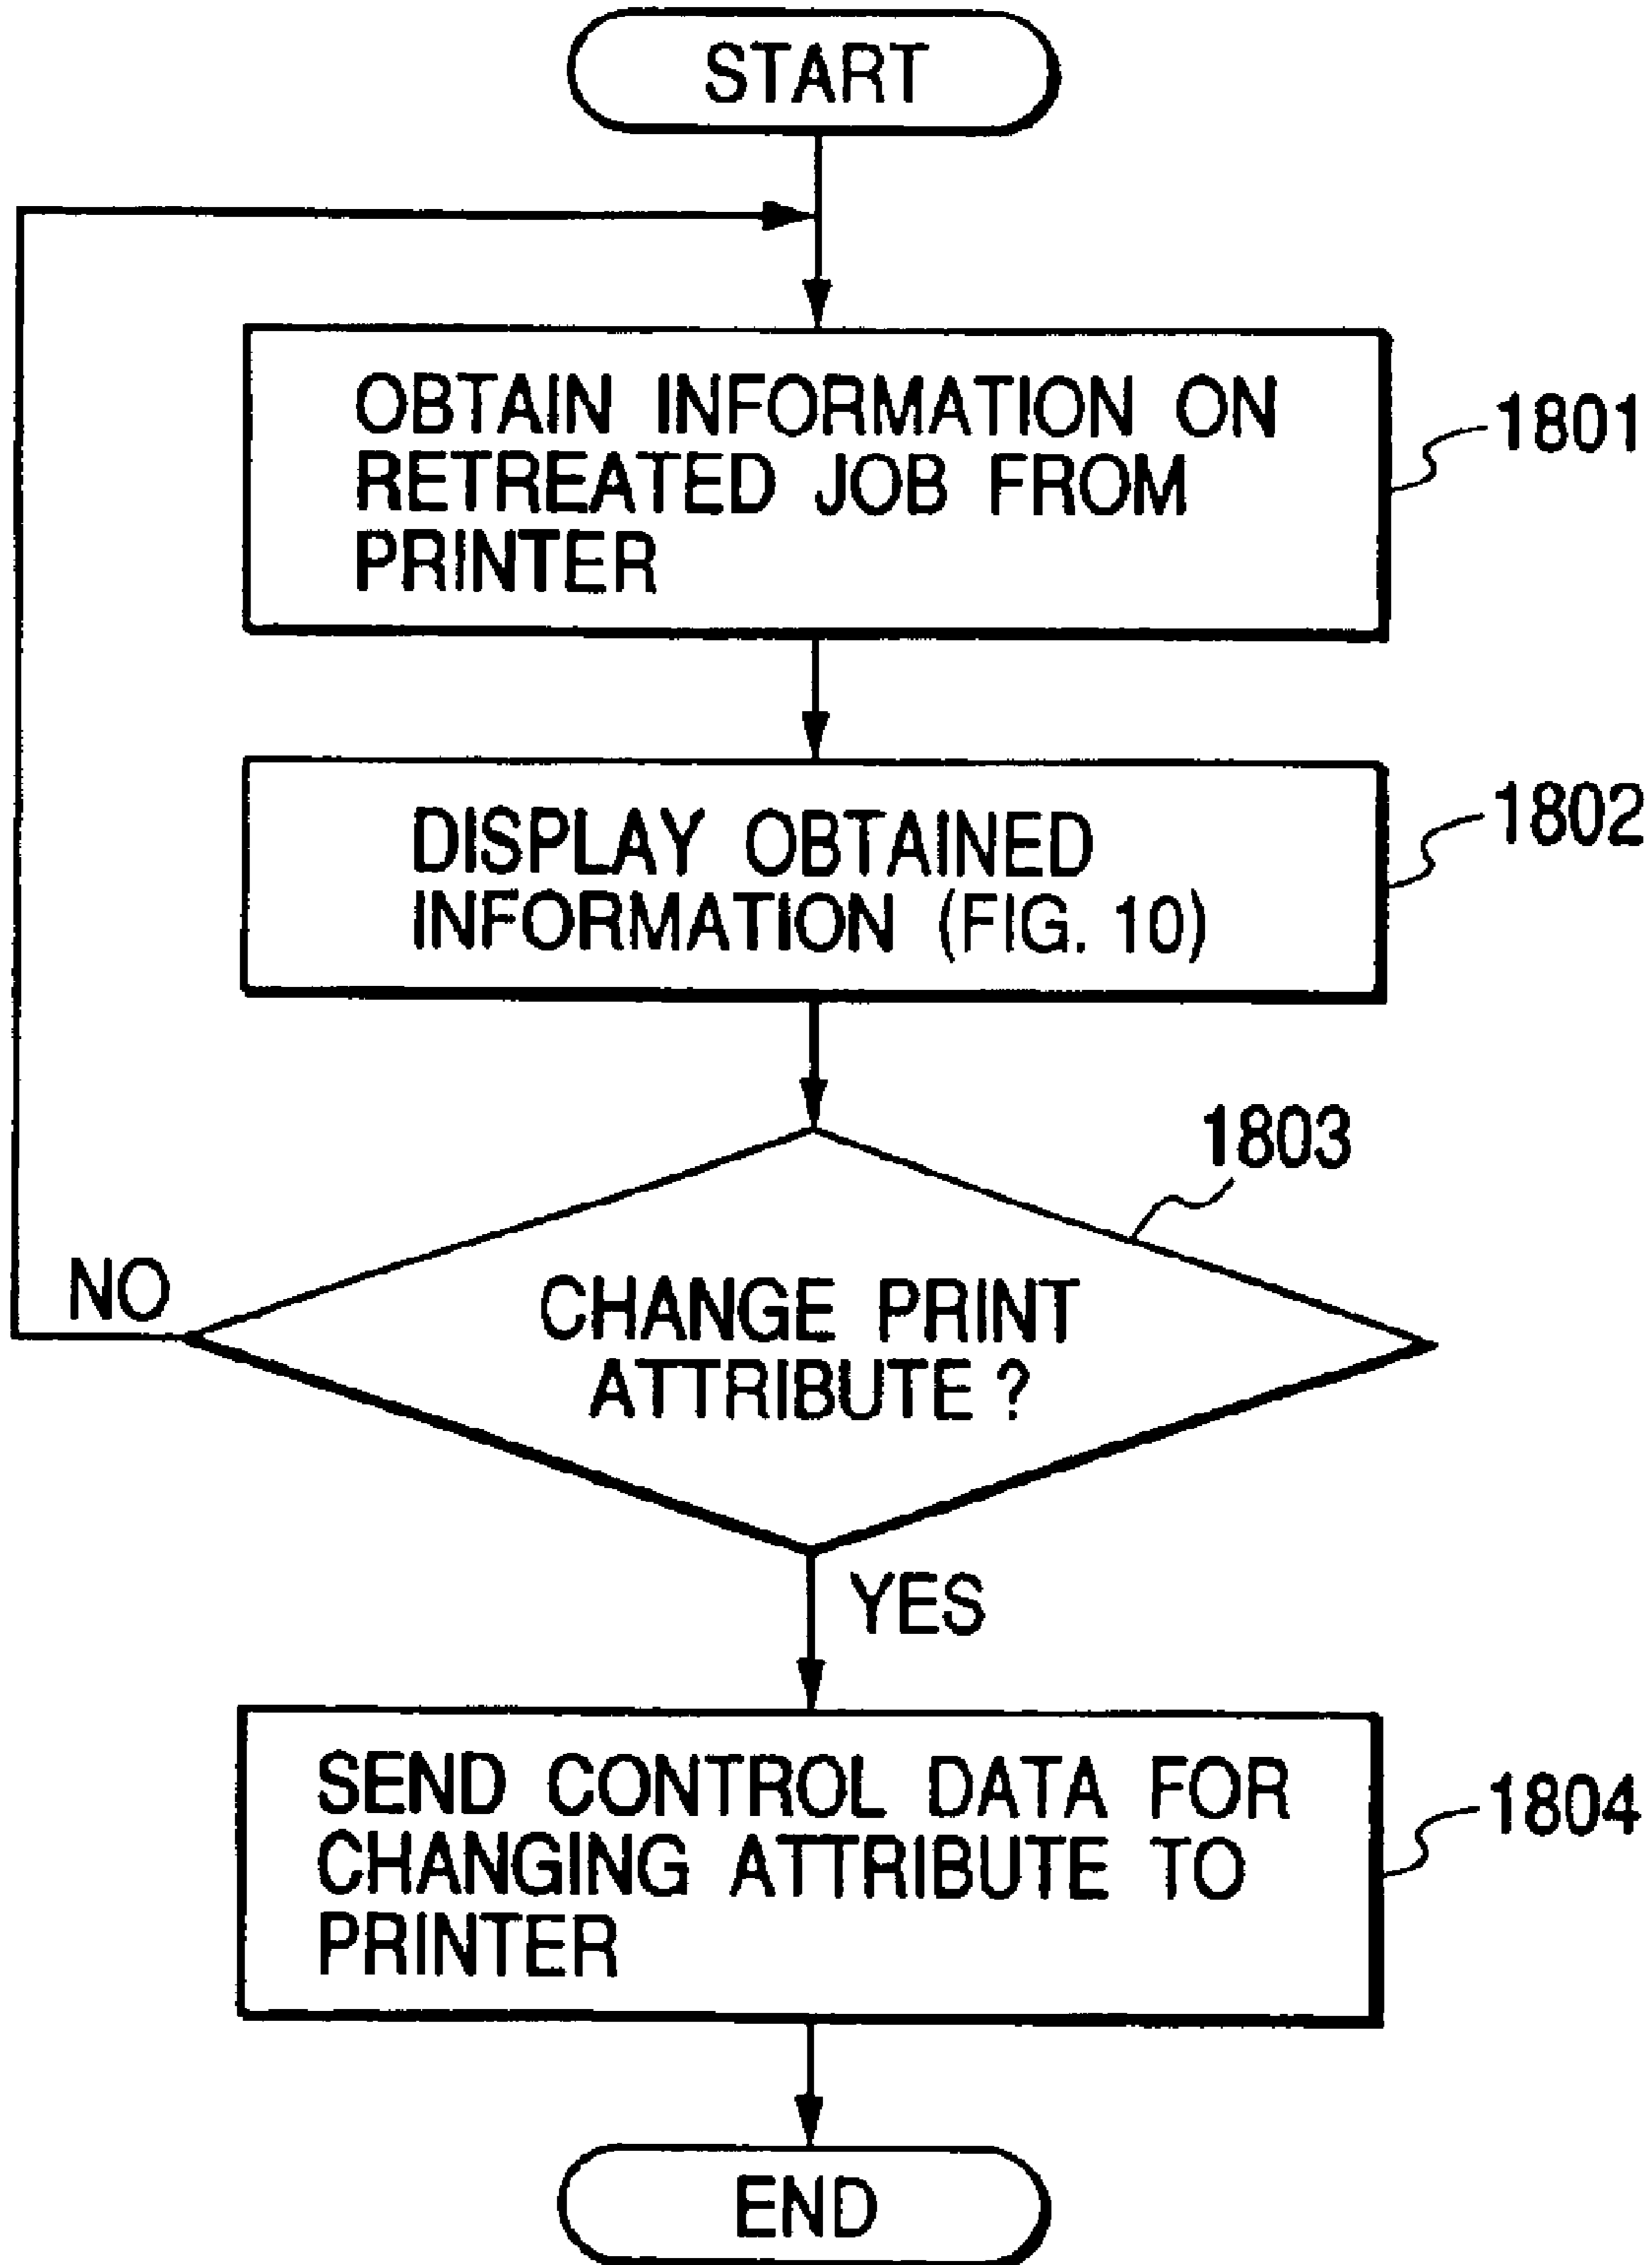 START
OBTAIN INFORMATION ON
RETREATED JOB FROM
PRINTER
1801
DISPLAY OBTAINED
INFORMATION (FIG. 10)
1802
1803
CHANGE PRINT
ATTRIBUTE ?
NO
YES
SEND CONTROL DATA FOR
CHANGING ATTRIBUTE TO
PRINTER
1804
END